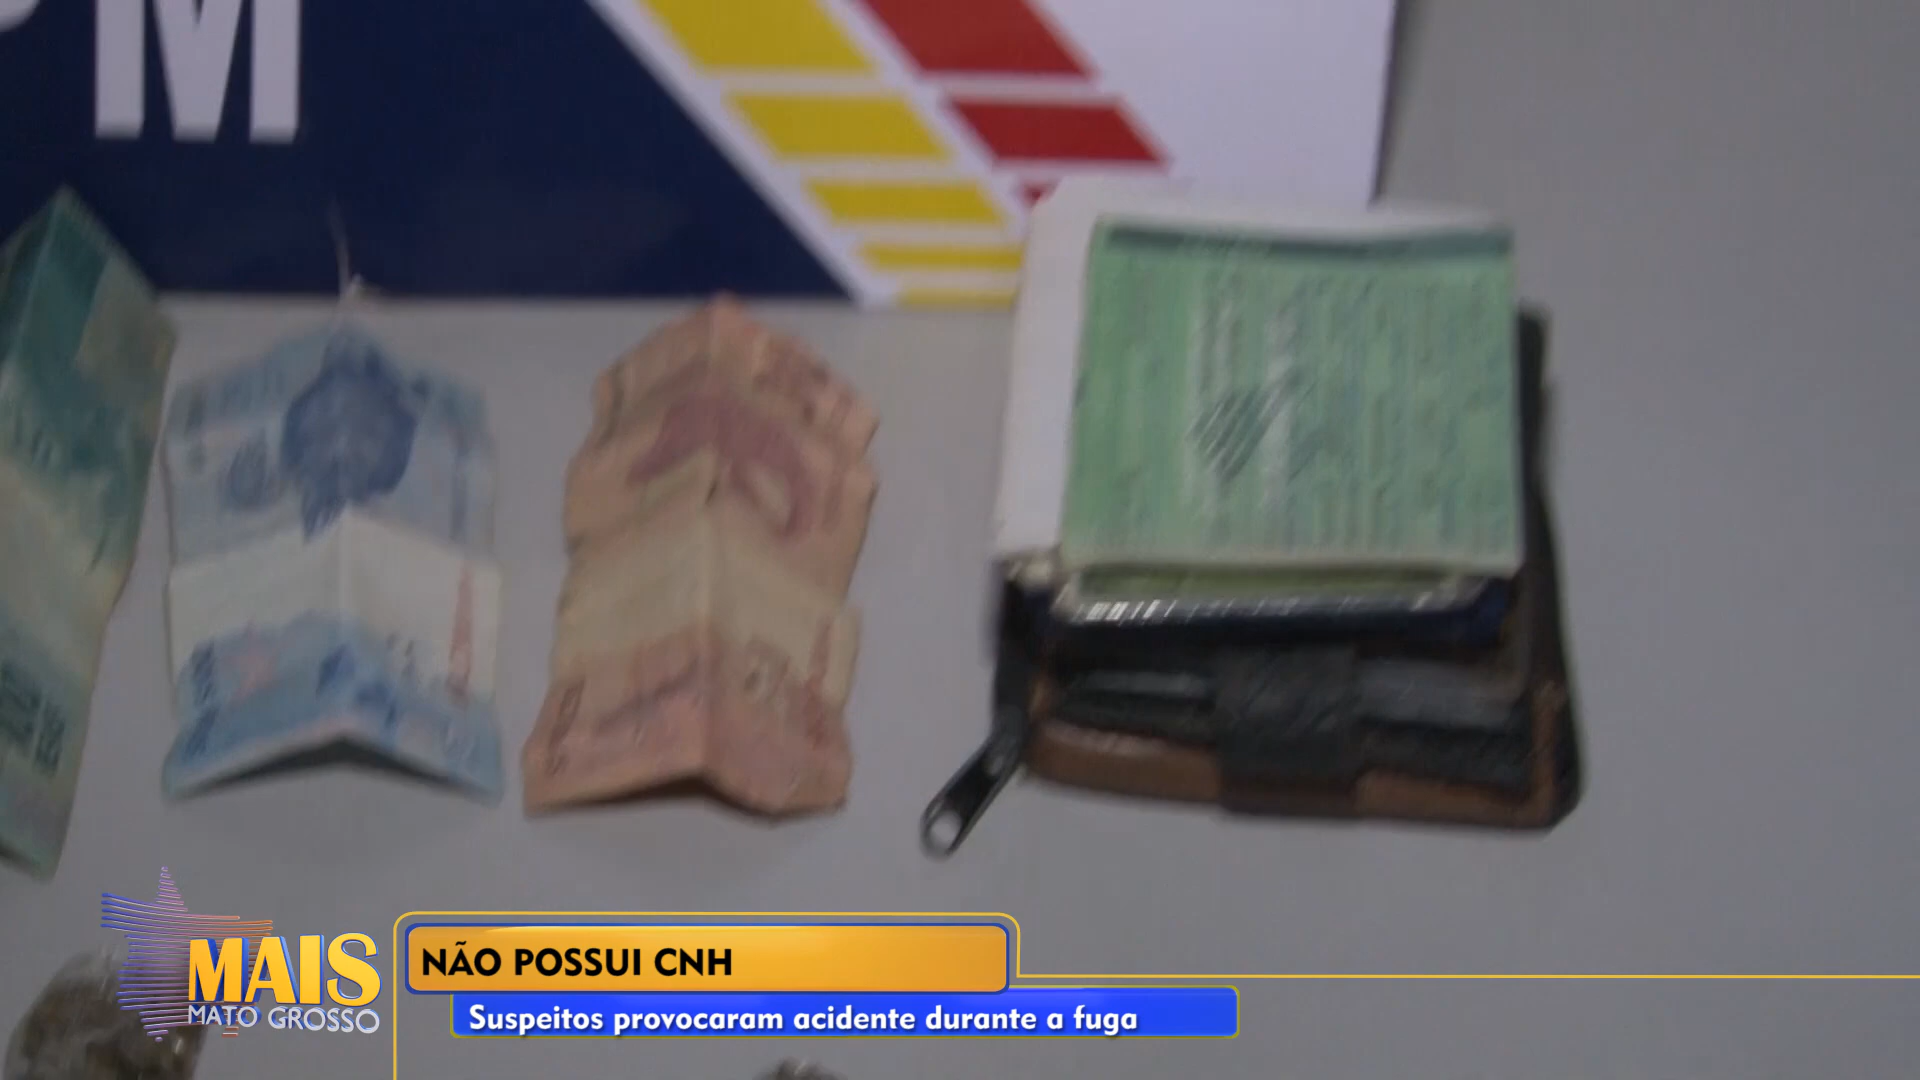 PM
MAIS
MATO GROSSO
NÃO POSSUI CNH
Suspeitos provocaram acidente durante a fuga